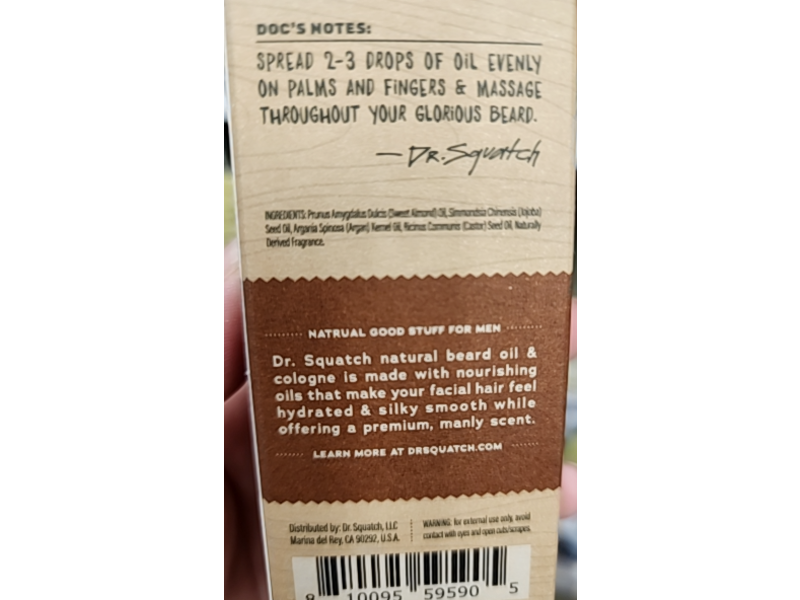 DOC'S NOTES:
SPREAD 2-3 DROPS OF OIL EVENLY
ON PALMS AND FINGERS & MASSAGE
THROUGHOUT YOUR GLORIOUS BEARD.
—Dr. Squatch
INGREDIENTS: Prunus Amygdalus Dulcis (Sweet Almond) Oil, Simmondsia Chinensis (Jojoba)
Seed Oil, Argania Spinosa (Argan) Kernel Oil, Ricinus Communis (Castor) Seed Oil, Naturally
Derived Fragrance.
NATRUAL GOOD STUFF FOR MEN
Dr. Squatch natural beard oil &
cologne is made with nourishing
oils that make your facial hair feel
hydrated & silky smooth while
offering a premium, manly scent.
LEARN MORE AT DRSQUATCH.COM
Distributed by: Dr. Squatch, LLC
Marina del Rey, CA 90292, U.S.A.
WARNING: for external use only, avoid
contact with eyes and open cuts/scrapes.
8 10095 59590 5